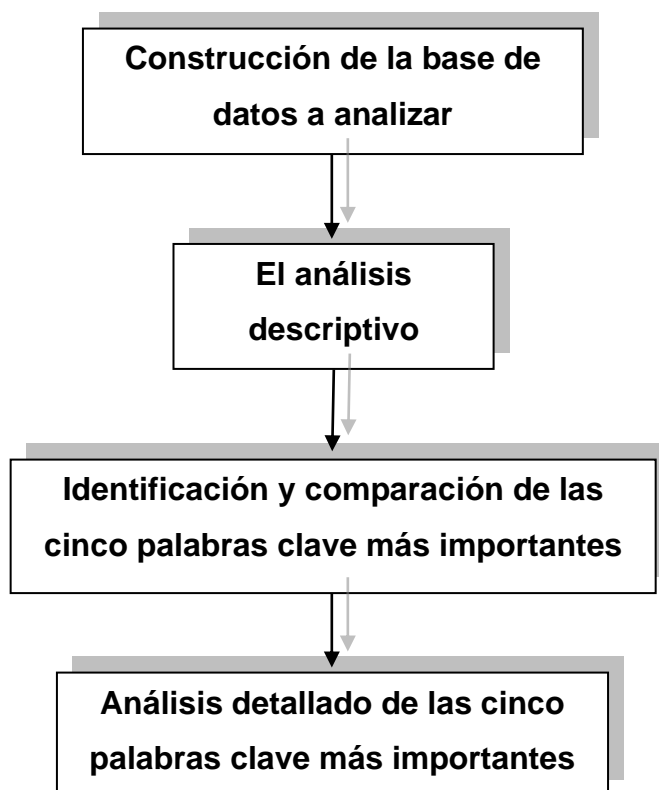 Construcción de la base de
datos a analizar
El análisis
descriptivo
Identificación y comparación de las
cinco palabras clave más importantes
Análisis detallado de las cinco
palabras clave más importantes